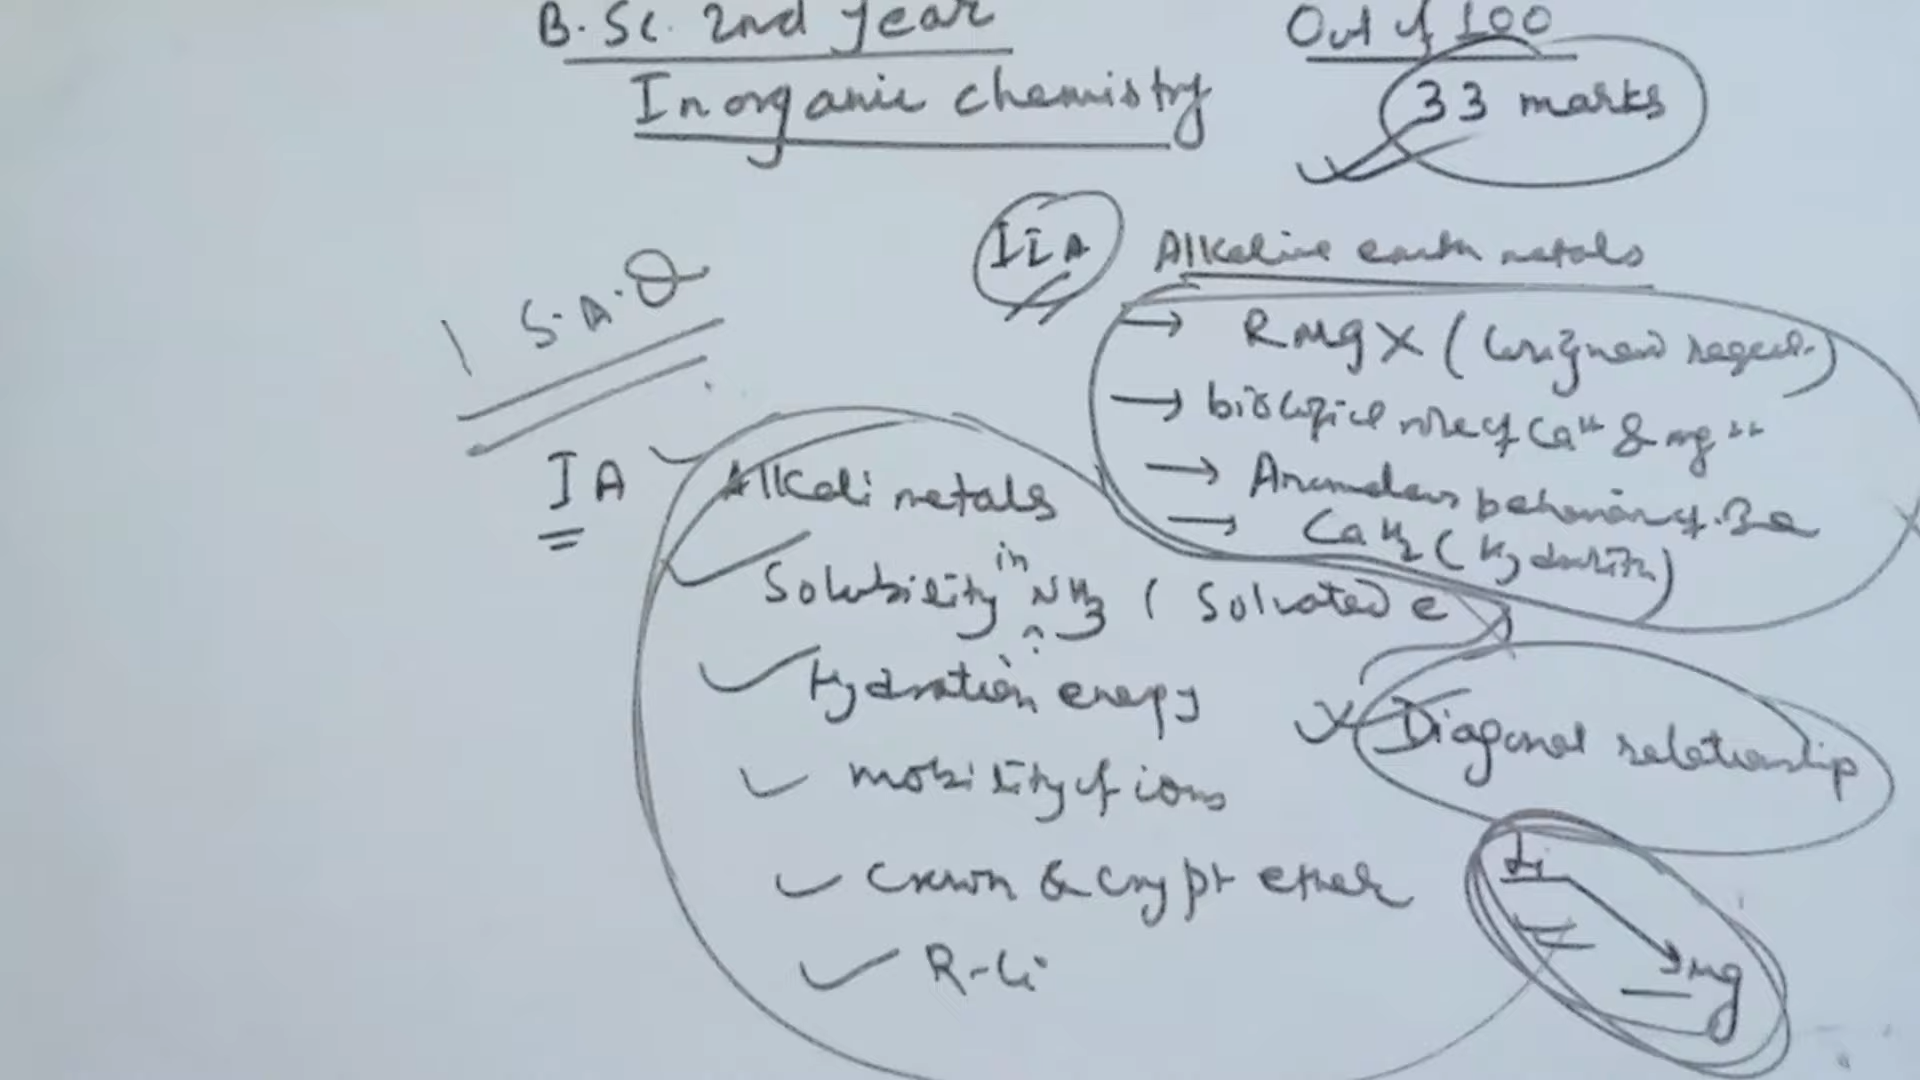 B.Sc. 2nd year
Out of 100
Inorganic chemistry
33 marks
IIA
Alkaline earth metals
S.A.Q
→ RMgX (Grignard
→ biological role of Ca++ & Mg++
IA
Alkali metals
→ Anomalous behaviour of Be
→ CaH2 (Hydrolith)
Solubility in NH3 ( Solvated e
Hydration energy
Diagonal relationship
mobility of ions
Li
Crown & crypt ether
Mg
R-Li